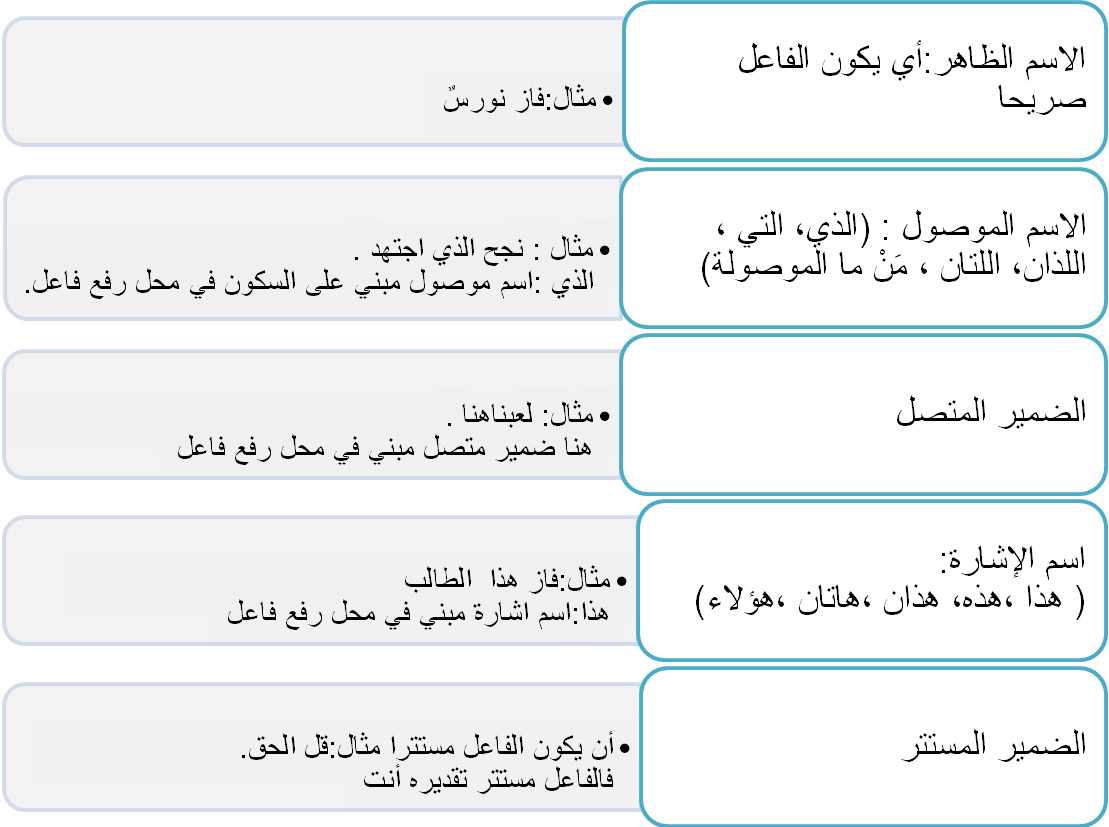 الاسم الظاهر:أي يكون الفاعل
صريحا
• مثال:فاز نورسٌ
الاسم الموصول : (الذي، التي ،
اللذان، اللتان ، مَنْ ما الموصولة)
• مثال : نجح الذي اجتهد .
الذي :اسم موصول مبني على السكون في محل رفع فاعل.
الضمير المتصل
• مثال: لعبناهنا .
هنا ضمير متصل مبني في محل رفع فاعل
اسم الإشارة:
( هذا ،هذه، هذان ،هاتان ،هؤلاء)
• مثال:فاز هذا الطالب
هذا:اسم اشارة مبني في محل رفع فاعل
الضمير المستتر
• أن يكون الفاعل مستترا مثال:قل الحق.
فالفاعل مستتر تقديره أنت